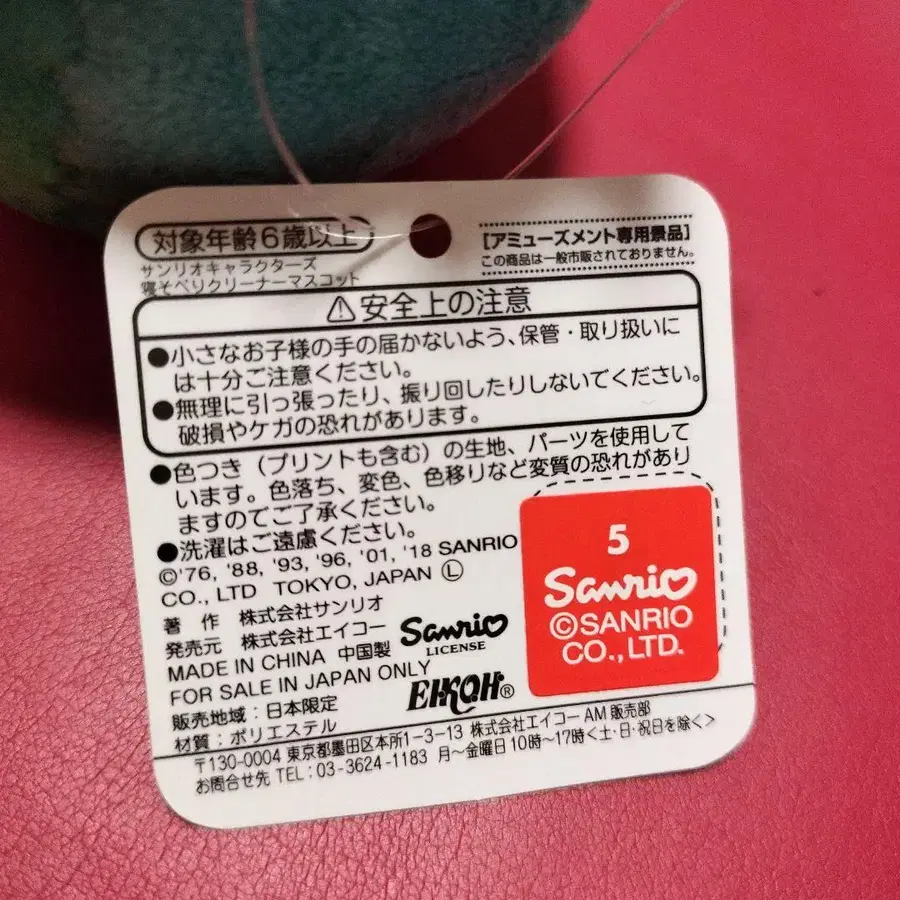 対象年齢6歳以上
[アミューズメント専用景品]
この商品は一般市販されておりません。
サンリオキャラクターズ
寝そべりクリーナーマスコット
⚠安全上の注意
●小さなお子様の手の届かないよう、保管・取り扱いに
は十分ご注意ください。
●無理に引っ張ったり、振り回したりしないでください。
破損やケガの恐れがあります。
●色つき（プリントも含む）の生地、パーツを使用して
います。色落ち、変色、色移りなど変質の恐れがあり
ますのでご了承ください。
●洗濯はご遠慮ください。
©'76, '88, '93, '96, '01, '18 SANRIO
CO., LTD TOKYO, JAPAN Ⓛ
著 作 株式会社サンリオ
発売元 株式会社エイコー
MADE IN CHINA 中国製
FOR SALE IN JAPAN ONLY
販売地域：日本限定
材質：ポリエステル
Sanrio
LICENSE
EIKOH®
5
Sanrio
©SANRIO
CO., LTD.
〒130-0004 東京都墨田区本所1-3-13 株式会社エイコー AM販売部
お問合せ先 TEL：03-3624-1183 月～金曜日10時～17時<土・日・祝日を除く>